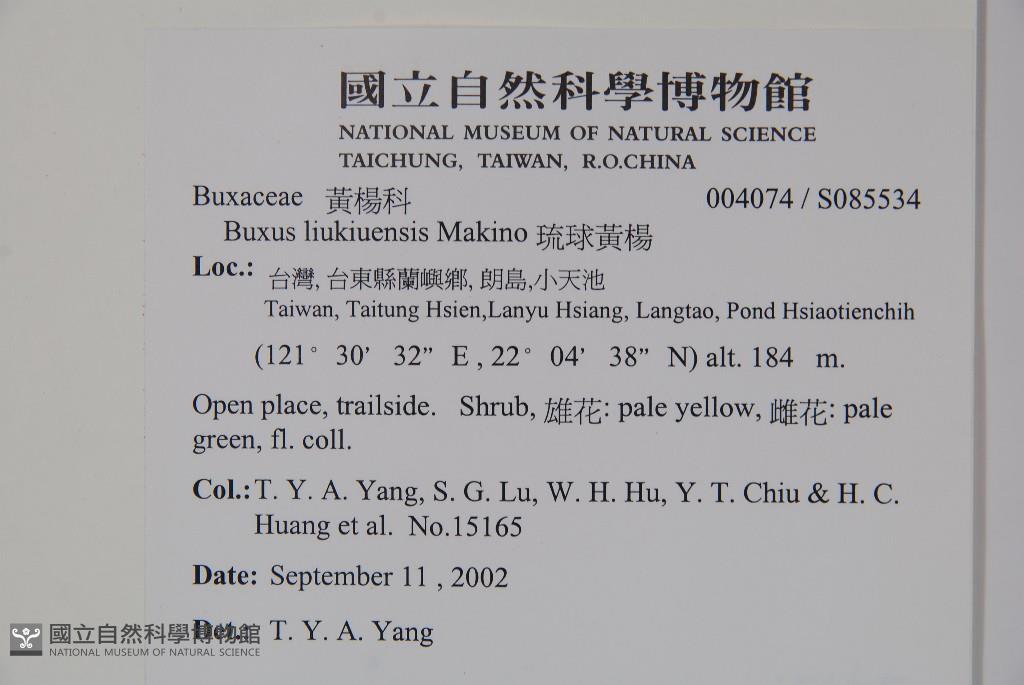 國立自然科學博物館
NATIONAL MUSEUM OF NATURAL SCIENCE
TAICHUNG, TAIWAN, R.O.CHINA
Buxaceae 黃楊科 004074 / S085534
Buxus liukiuensis Makino 琉球黃楊
Loc.: 台灣, 台東縣蘭嶼鄉, 朗島,小天池
Taiwan, Taitung Hsien,Lanyu Hsiang, Langtao, Pond Hsiaotienchih
(121° 30’ 32” E , 22° 04’ 38” N) alt. 184 m.
Open place, trailside. Shrub, 雄花: pale yellow, 雌花: pale
green, fl. coll.
Col.: T. Y. A. Yang, S. G. Lu, W. H. Hu, Y. T. Chiu & H. C.
Huang et al. No.15165
Date: September 11 , 2002
Det.: T. Y. A. Yang
國立自然科學博物館
NATIONAL MUSEUM OF NATURAL SCIENCE